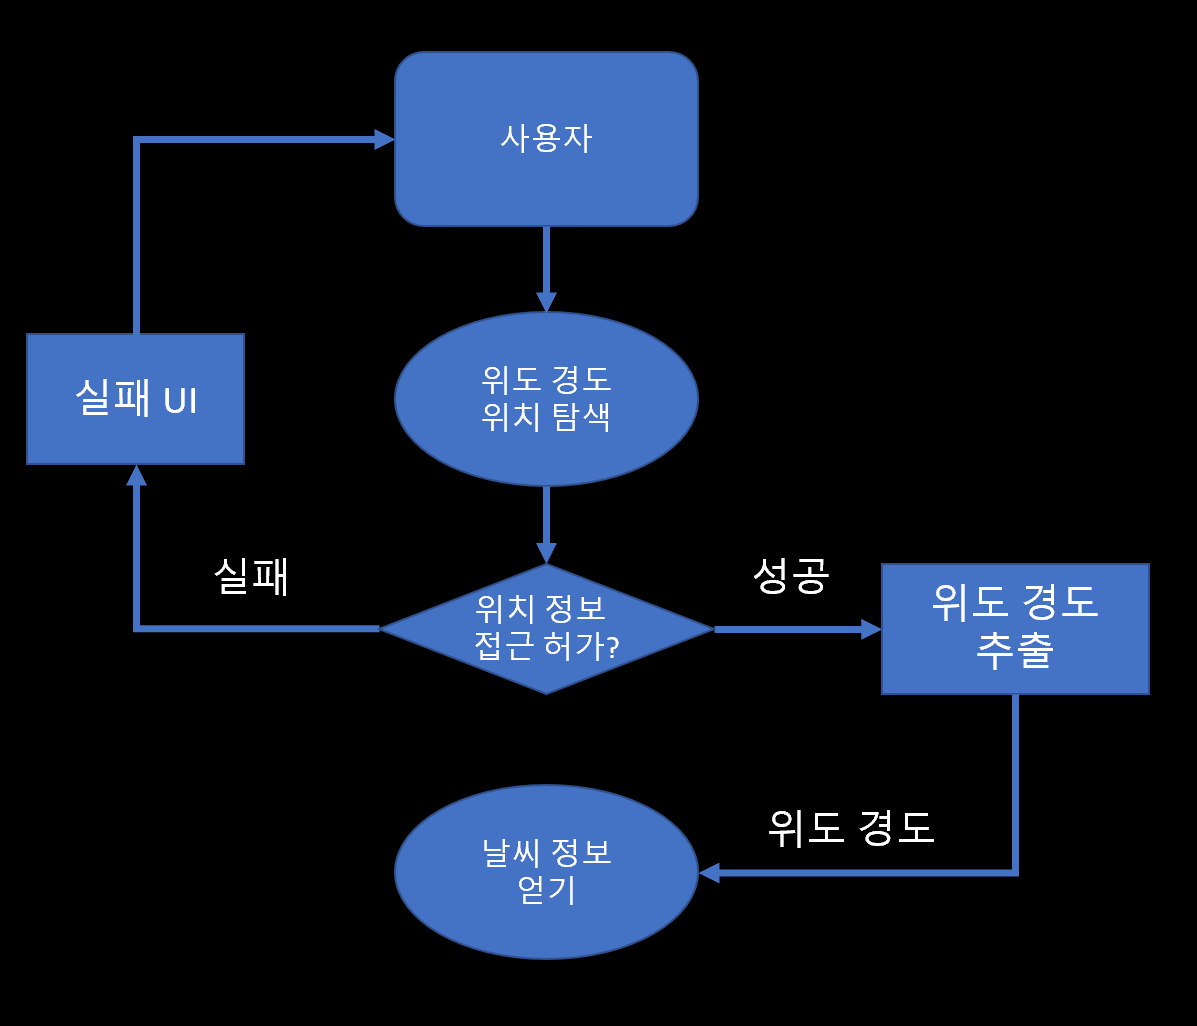 사용자
위도 경도
위치 탐색
실패 UI
실패
위치 정보
접근 허가?
성공
위도 경도
추출
위도 경도
날씨 정보
얻기